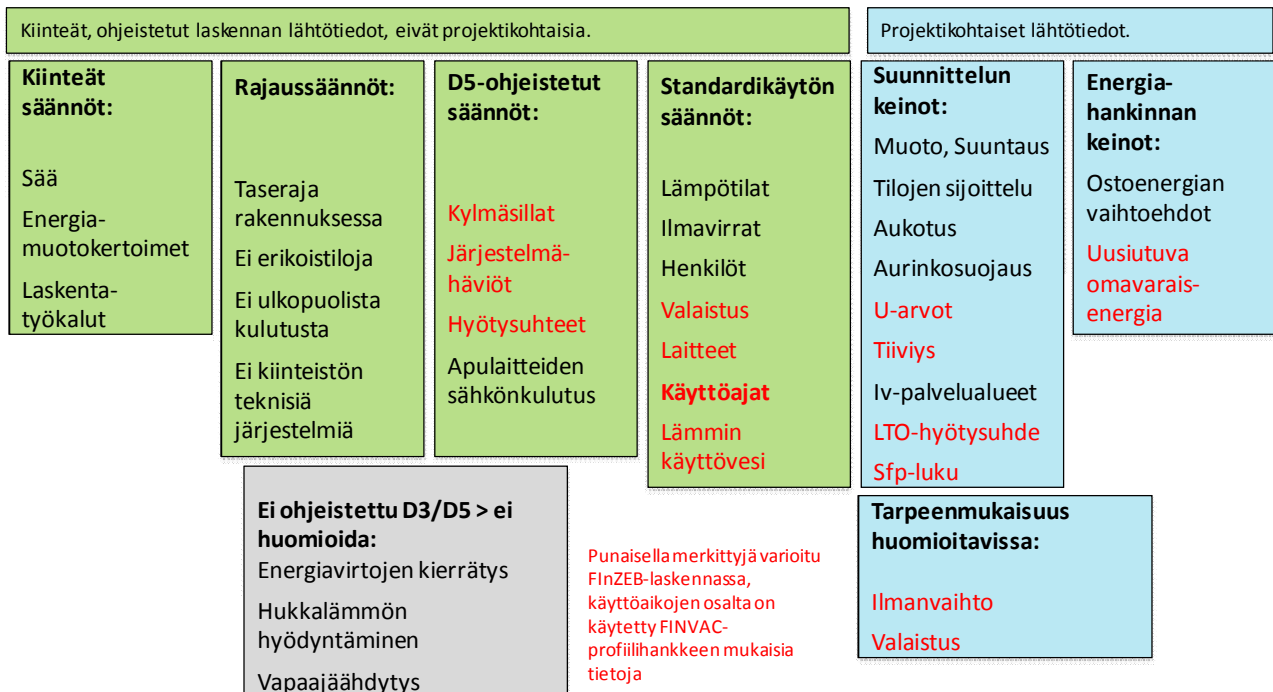 Kiinteät, ohjeistetut laskennan lähtötiedot, eivät projektikohtaisia.
Projektikohtaiset lähtötiedot.
Kiinteät
säännöt:
Sää
Energia-
muotokertoimet
Laskenta-
työkalut
Rajaussäännöt:
Taseraja
rakennuksessa
Ei erikoistiloja
Ei ulkopuolista
kulutusta
Ei kiinteistön
teknisiä
järjestelmiä
D5-ohjeistetut
säännöt:
Kylmäsillat
Järjestelmä-
häviöt
Hyötysuhteet
Apulaitteiden
sähkönkulutus
Standardikäytön
säännöt:
Lämpötilat
Ilmavirrat
Henkilöt
Valaistus
Laitteet
Käyttöajat
Lämmin
käyttövesi
Suunnittelun
keinot:
Muoto, Suuntaus
Tilojen sijoittelu
Aukotus
Aurinkosuojaus
U-arvot
Tiiviys
Iv-palvelualueet
LTO-hyötysuhde
Sfp-luku
Energia-
hankinnan
keinot:
Ostoenergian
vaihtoehdot
Uusiutuva
omavarais-
energia
Ei ohjeistettu D3/D5 > ei
huomioida:
Energiavirtojen kierrätys
Hukkalämmön
hyödyntäminen
Vapaajäähdytys
Punaisella merkittyjä varioitu
FInZEB-laskennassa,
käyttöaikojen osalta on
käytetty FINVAC-
profiilihankkeen mukaisia
tietoja
Tarpeenmukaisuus
huomioitavissa:
Ilmanvaihto
Valaistus